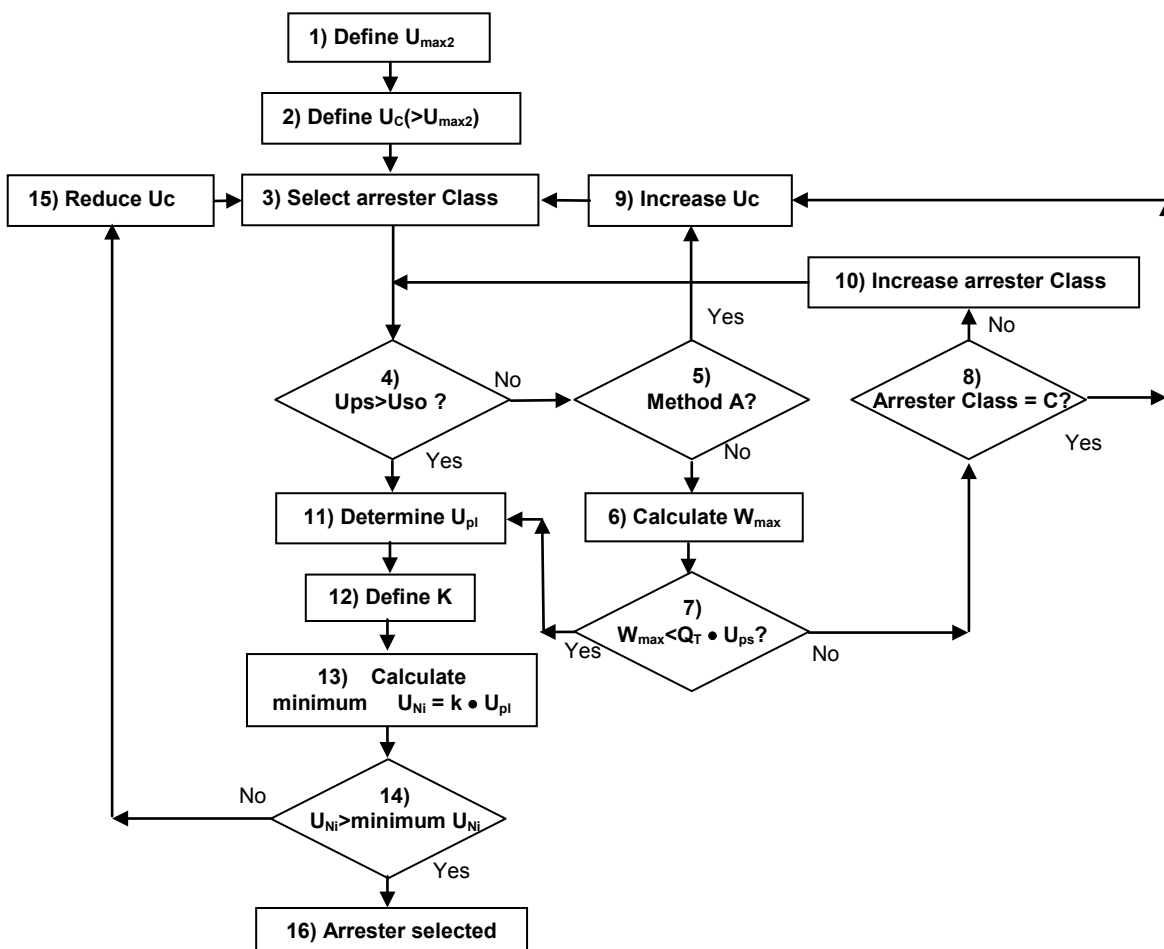 1) Define Umax2
2) Define UC(>Umax2)
15) Reduce Uc
3) Select arrester Class
9) Increase Uc
10) Increase arrester Class
Yes
No
4)
Ups>Uso ?
No
5)
Method A?
8)
Arrester Class = C?
Yes
No
Yes
11) Determine Upl
6) Calculate Wmax
12) Define K
7)
Wmax<QT • Ups?
Yes
No
13) Calculate
minimum UNi = k • Upl
No
14)
UNi>minimum UNi
Yes
16) Arrester selected